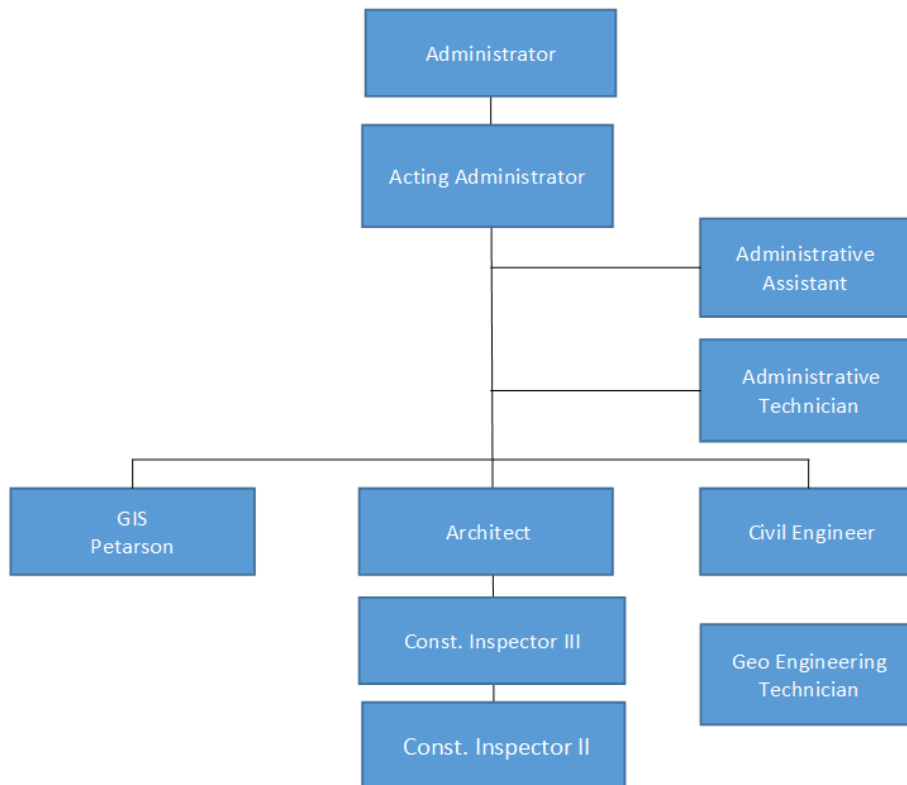 Administrator
Acting Administrator
Administrative
Assistant
Administrative
Technician
GIS
Petarson
Architect
Civil Engineer
Const. Inspector III
Geo Engineering
Technician
Const. Inspector II